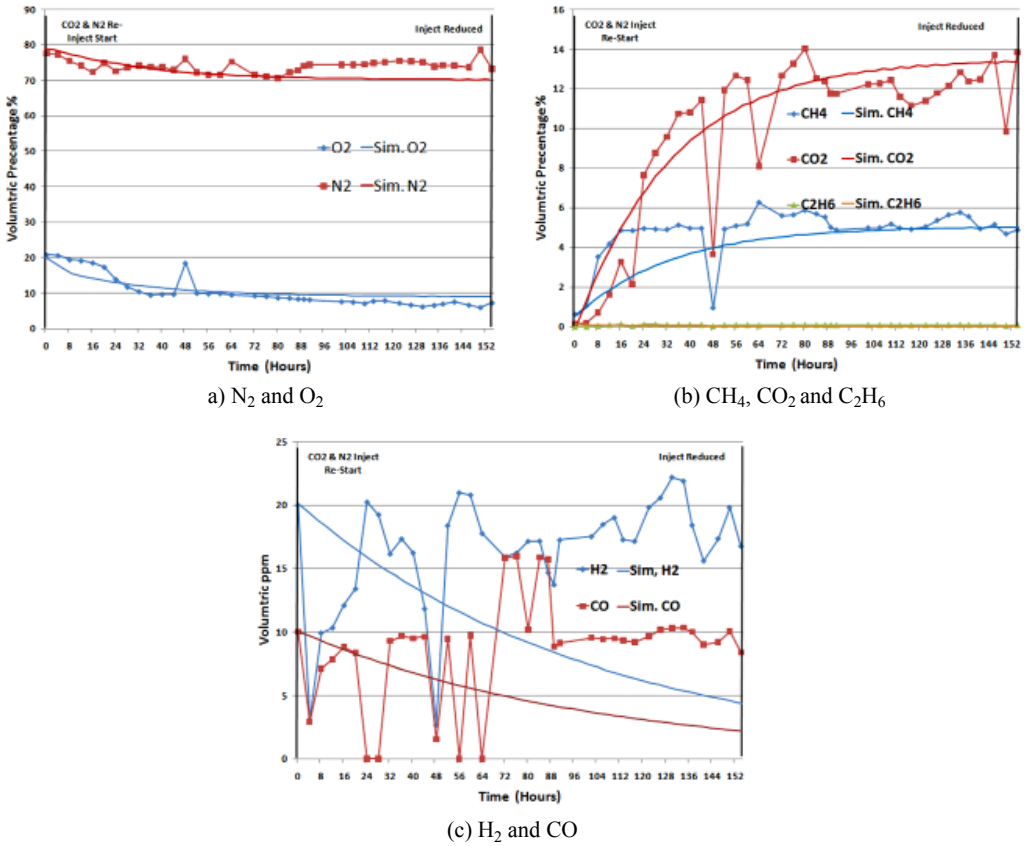 CO2 & N2 Re-
Inject Start
Inject Reduced
Volumtric Precentage %
90
80
70
60
50
40
30
20
10
0
O2 Sim. O2
N2 Sim. N2
0 8 16 24 32 40 48 56 64 72 80 88 96 104 112 120 128 136 144 152
Time (Hours)
a) N2 and O2
CO2 & N2 Inject
Re-Start
Inject Reduced
Volumtric Precentage%
16
14
12
10
8
6
4
2
0
CH4 Sim. CH4
CO2 Sim. CO2
C2H6 Sim. C2H6
0 8 16 24 32 40 48 56 64 72 80 88 96 104 112 120 128 136 144 152
Time (Hours)
(b) CH4, CO2 and C2H6
CO2 & N2 Inject
Re-Start
Inject Reduced
Volumtric ppm
25
20
15
10
5
0
H2 Sim, H2
CO Sim. CO
0 8 16 24 32 40 48 56 64 72 80 88 96 104 112 120 128 136 144 152
Time (Hours)
(c) H2 and CO